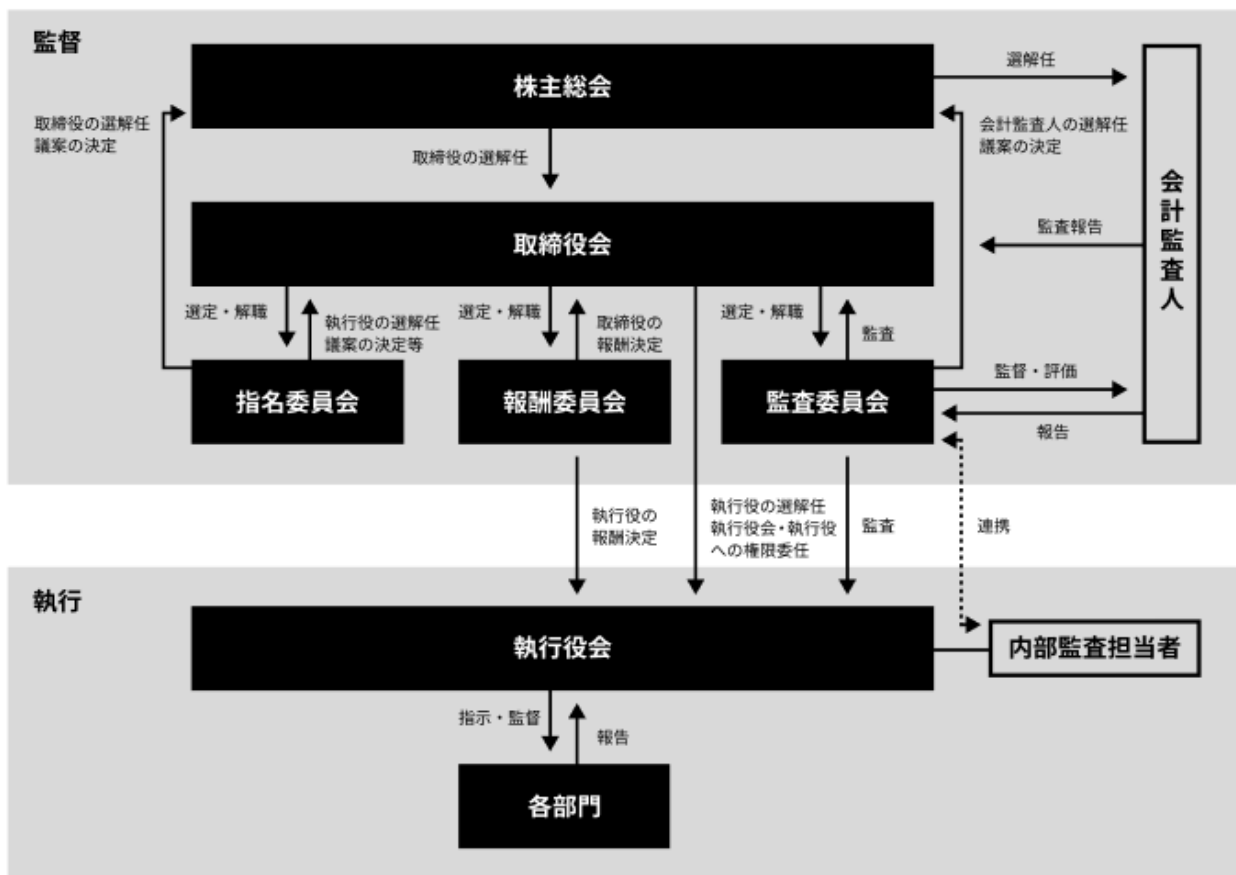 監督
株主総会
選解任
取締役の選解任
議案の決定
会計監査人の選解任
議案の決定
取締役の選解任
会計監査人
取締役会
監査報告
選定・解職
執行役の選解任
議案の決定等
選定・解職
取締役の
報酬決定
選定・解職
監査
指名委員会
報酬委員会
監査委員会
監督・評価
報告
執行役の
報酬決定
執行役の選解任
執行役会・執行役
への権限委任
監査
連携
執行
執行役会
内部監査担当者
指示・監督
報告
各部門